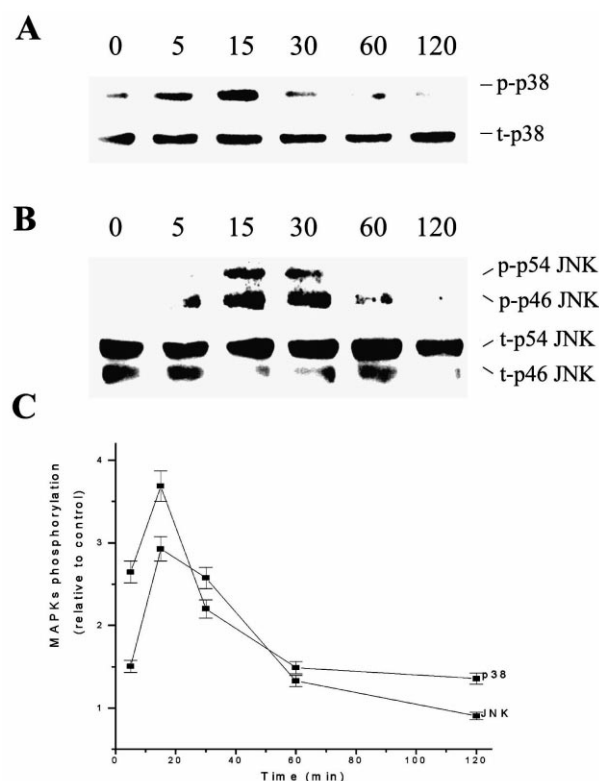 A
0 5 15 30 60 120
p-p38
t-p38
B
0 5 15 30 60 120
p-p54 JNK
p-p46 JNK
t-p54 JNK
t-p46 JNK
C
MAPKs phosphorylation
(relative to control)
4
3
2
1
p38
JNK
0 20 40 60 80 100 120
Time (min)